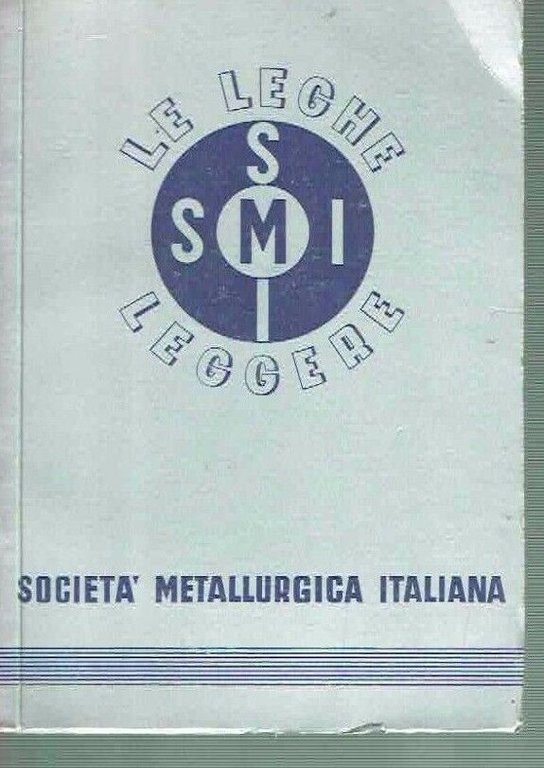 LE LEGHE
S
SMI
I
LEGGERE
SOCIETA' METALLURGICA ITALIANA